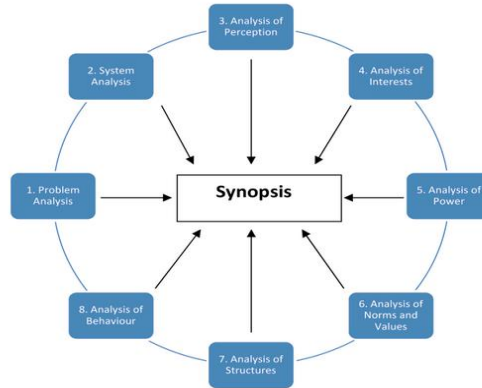 3. Analysis of
Perception
2. System
Analysis
4. Analysis of
Interests
1. Problem
Analysis
Synopsis
5. Analysis of
Power
8. Analysis of
Behaviour
6. Analysis of
Norms and
Values
7. Analysis of
Structures